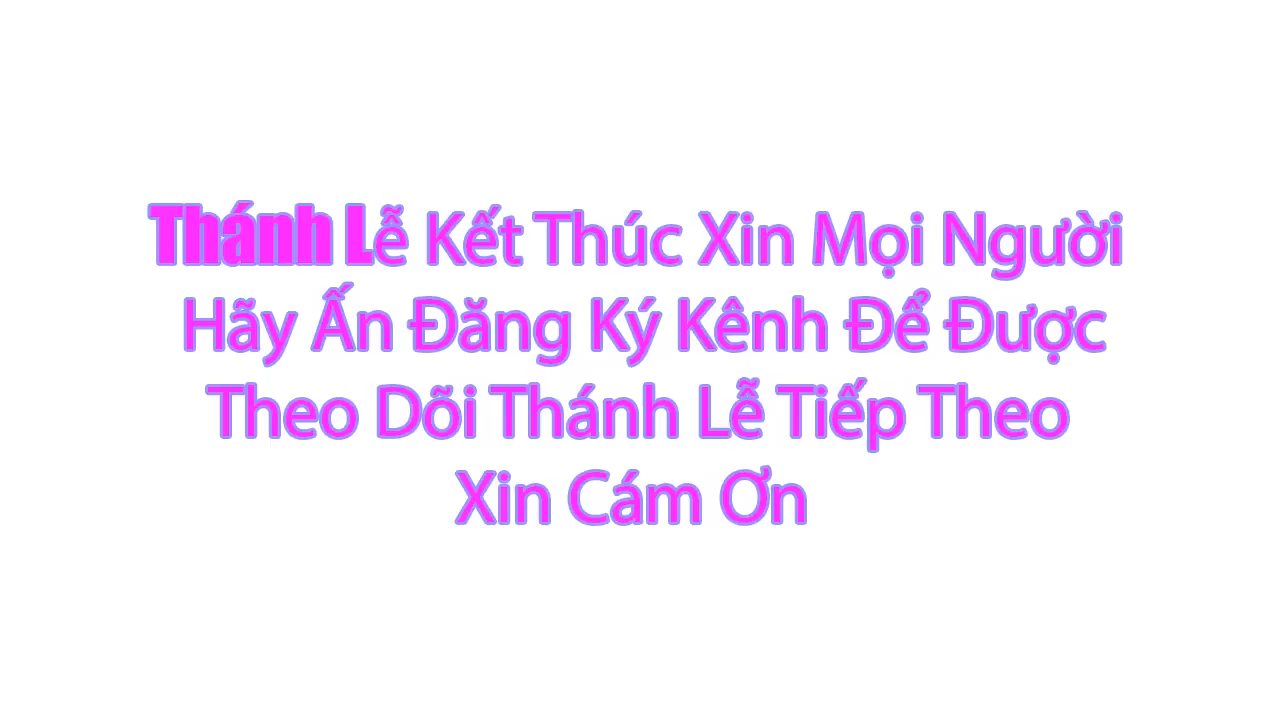 Thánh Lễ Kết Thúc Xin Mọi Người
Hãy Ấn Đăng Ký Kênh Để Được
Theo Dõi Thánh Lễ Tiếp Theo
Xin Cám Ơn